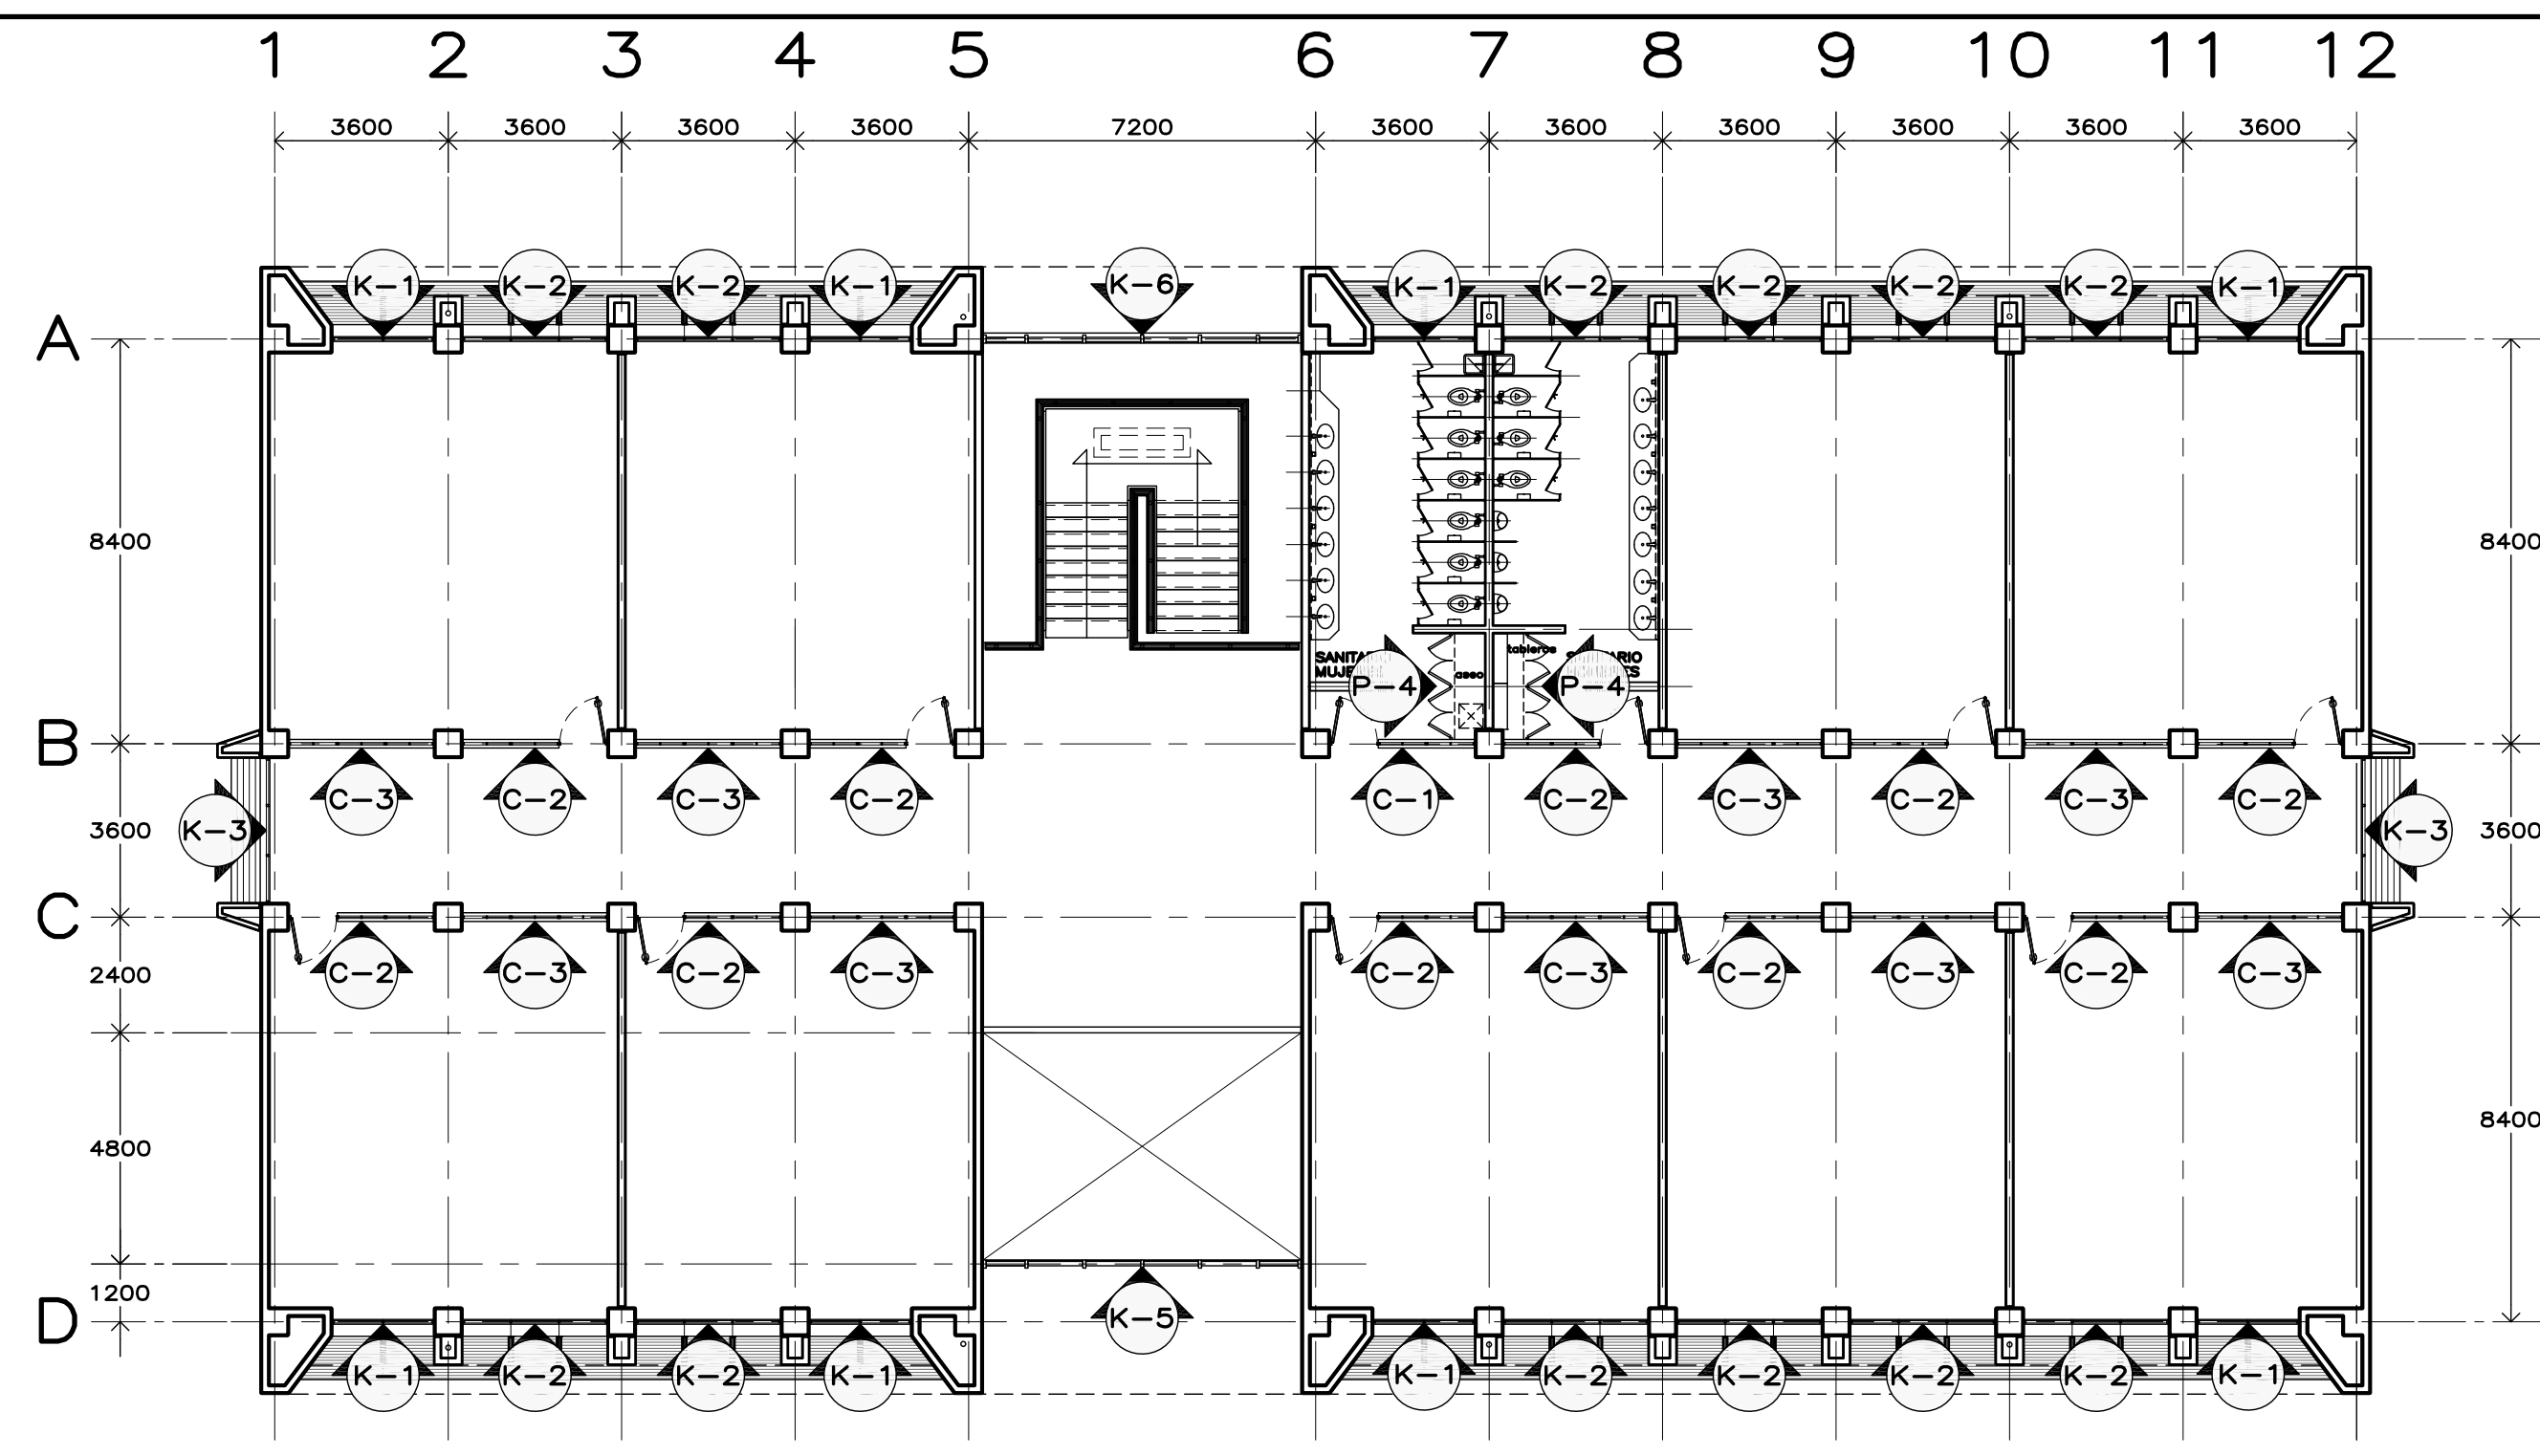 1 2 3 4 5 6 7 8 9 10 11 12
3600 3600 3600 3600 7200 3600 3600 3600 3600 3600 3600
K-1 K-2 K-2 K-1 K-6 K-1 K-2 K-2 K-2 K-2 K-1
A
8400 8400
tableros
aseo
P-4 P-4
B
C-3 C-2 C-3 C-2 C-1 C-2 C-3 C-2 C-3 C-2
K-3 3600 3600 K-3
C
2400
C-2 C-3 C-2 C-3 C-2 C-3 C-2 C-3 C-2 C-3
4800 8400
1200
D
K-5
K-1 K-2 K-2 K-1 K-1 K-2 K-2 K-2 K-2 K-1